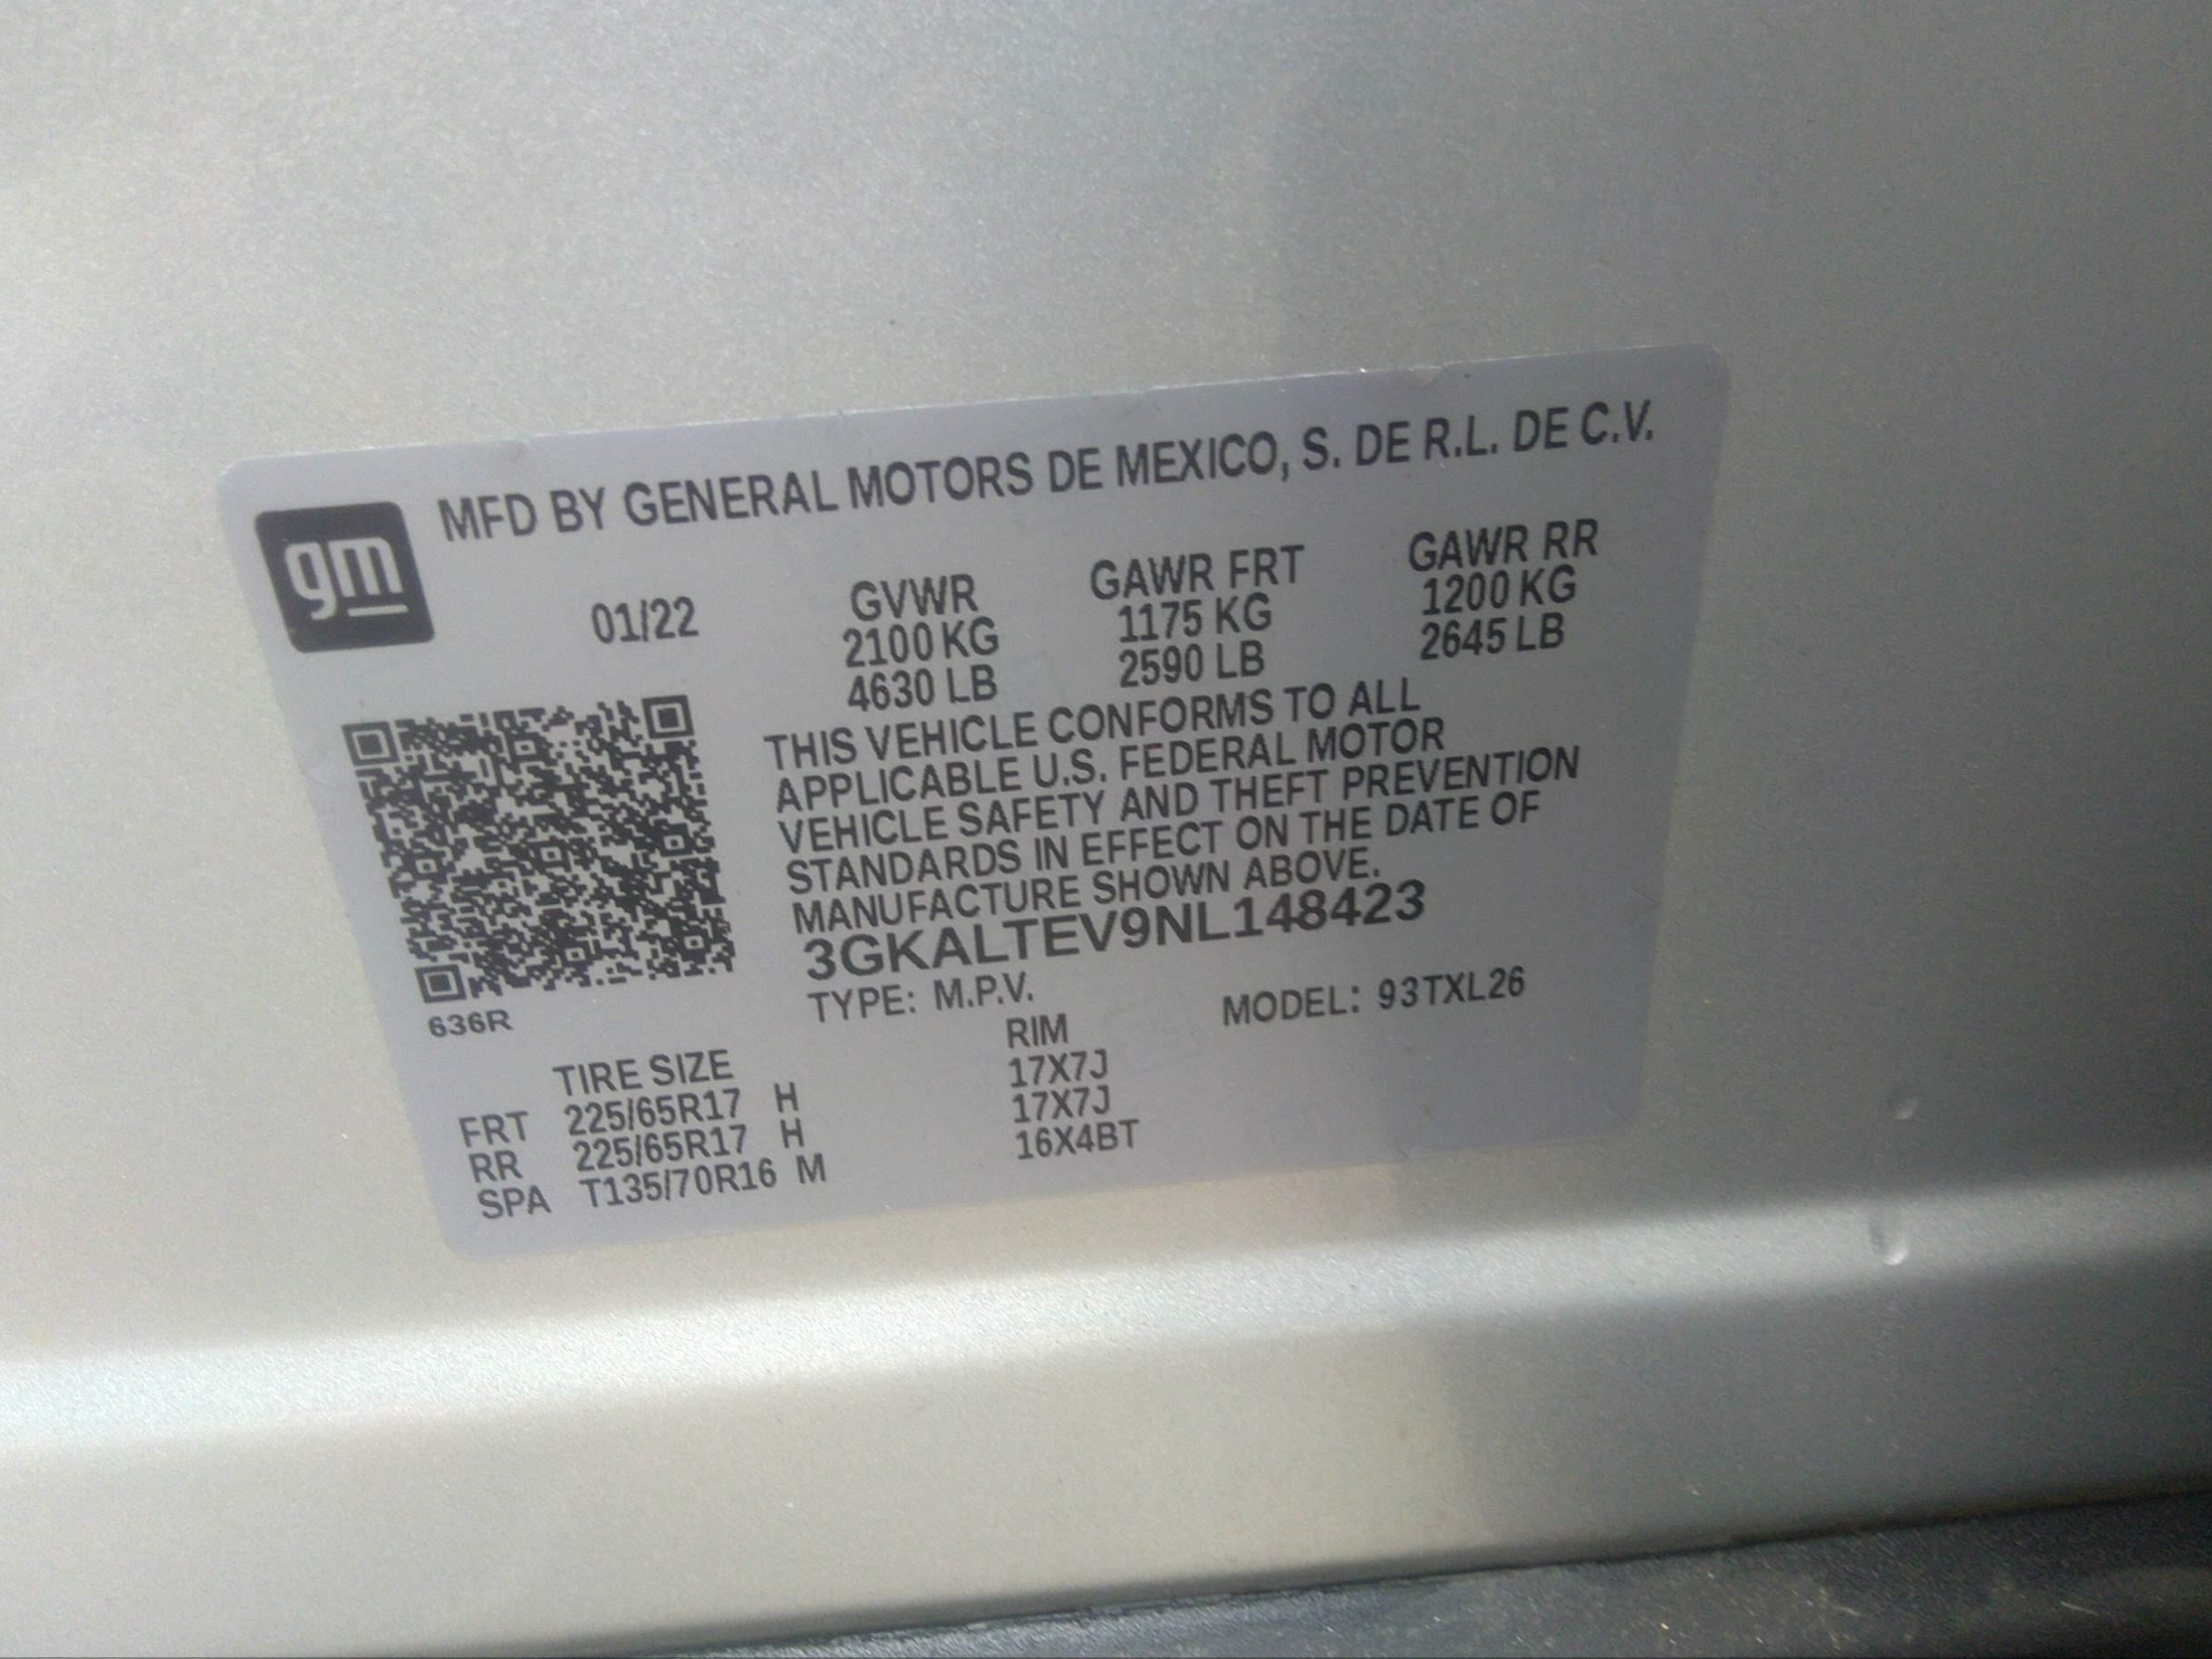 gm
MFD BY GENERAL MOTORS DE MEXICO, S. DE R.L. DE C.V.
01/22 GVWR GAWR FRT GAWR RR
2100 KG 1175 KG 1200 KG
4630 LB 2590 LB 2645 LB
THIS VEHICLE CONFORMS TO ALL
APPLICABLE U.S. FEDERAL MOTOR
VEHICLE SAFETY AND THEFT PREVENTION
STANDARDS IN EFFECT ON THE DATE OF
MANUFACTURE SHOWN ABOVE.
3GKALTEV9NL148423
TYPE: M.P.V. MODEL: 93TXL26
636R
TIRE SIZE RIM
FRT 225/65R17 H 17X7J
RR 225/65R17 H 17X7J
SPA T135/70R16 M 16X4BT